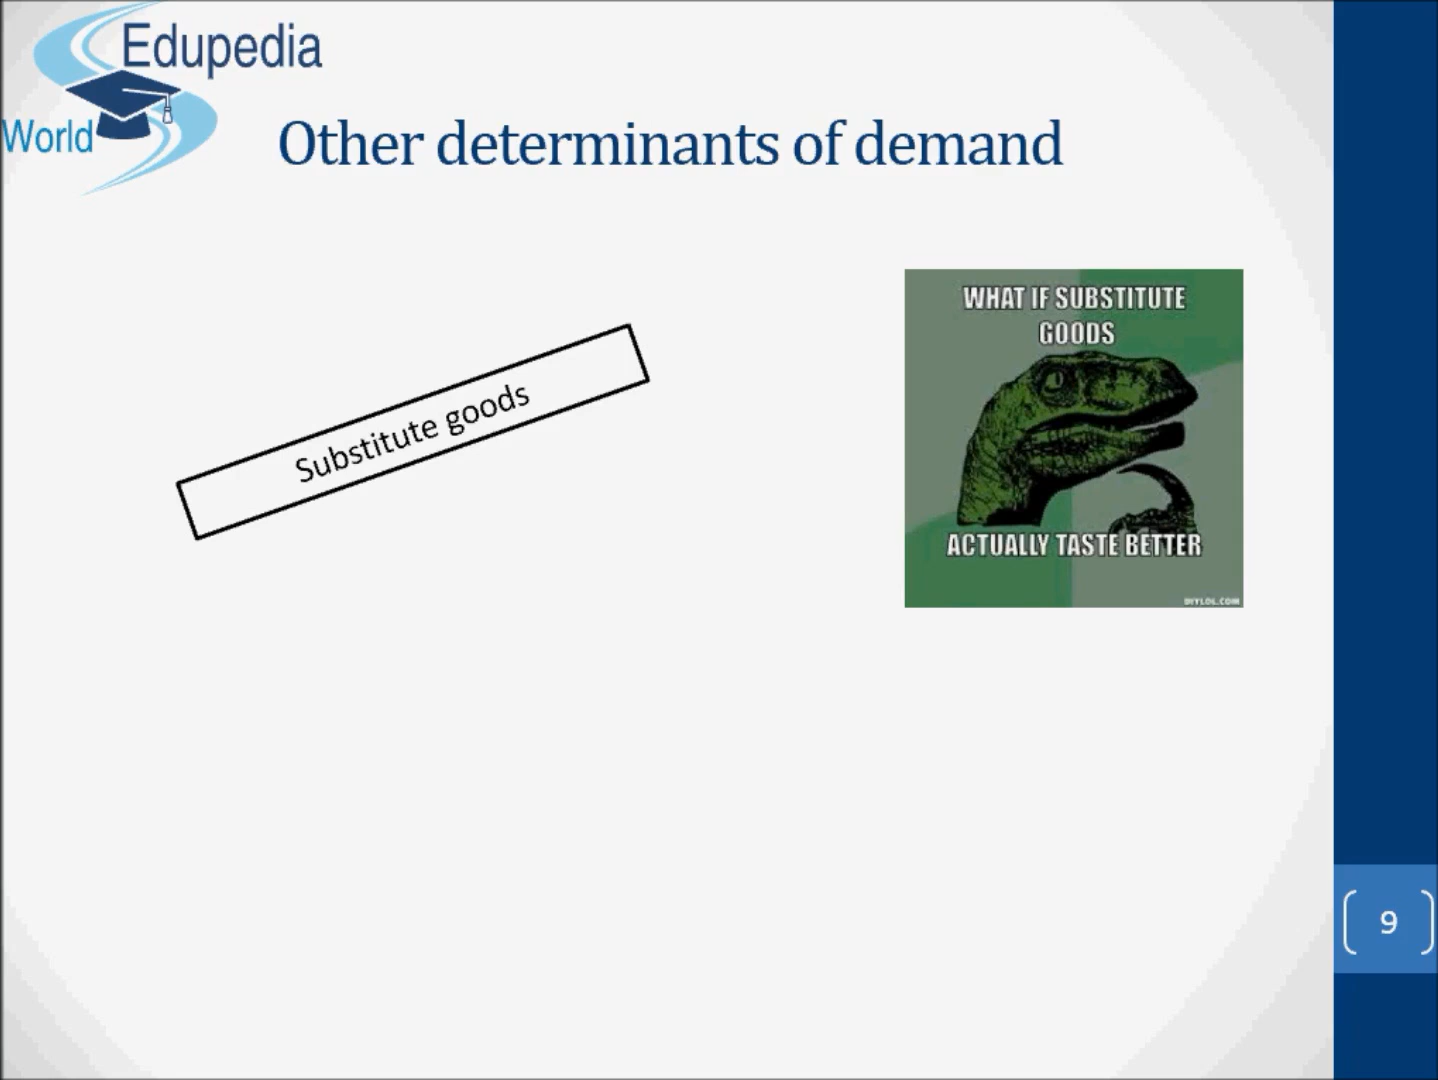 Edupedia
World
Other determinants of demand
Substitute goods
WHAT IF SUBSTITUTE
GOODS
ACTUALLY TASTE BETTER
DIYLOL.COM
9